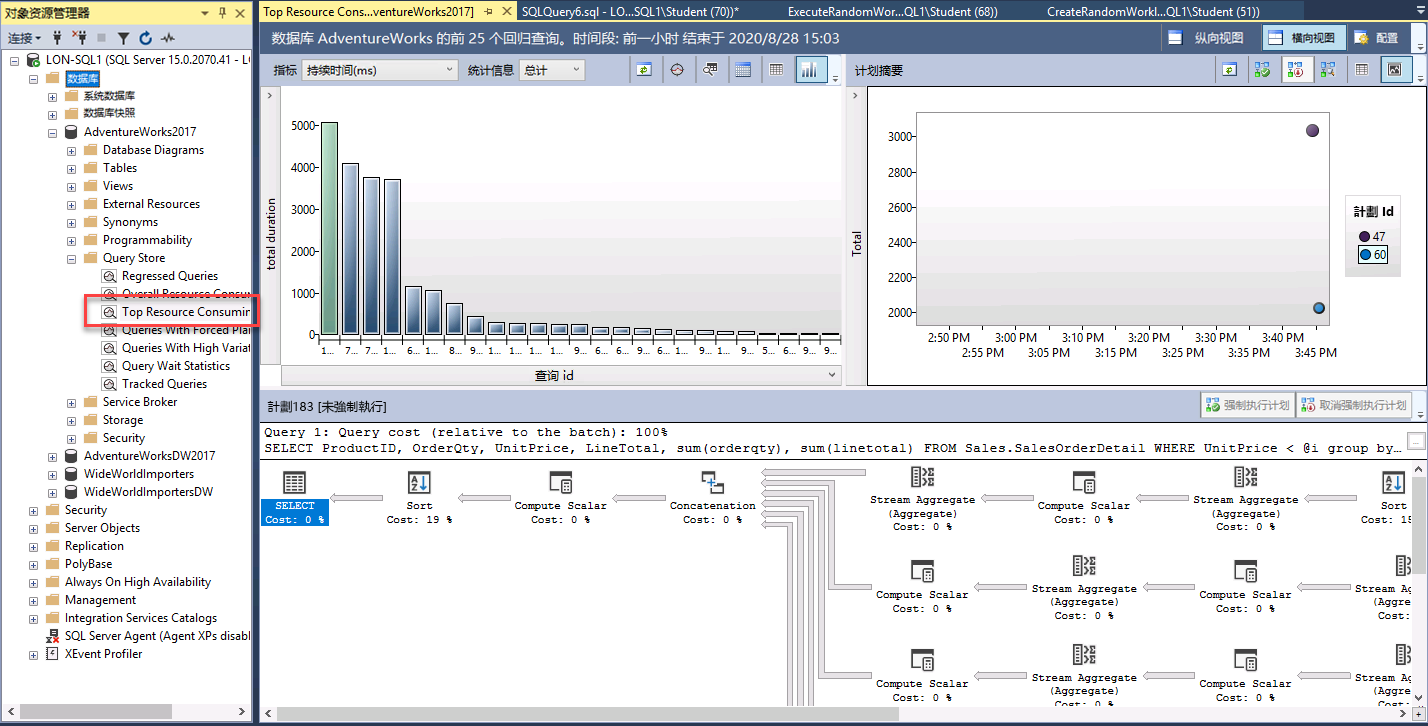 对象资源管理器
连接
LON-SQL1 (SQL Server 15.0.2070.41 - L
数据库
系统数据库
数据库快照
AdventureWorks2017
Database Diagrams
Tables
Views
External Resources
Synonyms
Programmability
Query Store
Regressed Queries
Overall Resource Consu
Top Resource Consumin
Queries With Forced Plan
Queries With High Variat
Query Wait Statistics
Tracked Queries
Service Broker
Storage
Security
AdventureWorksDW2017
WideWorldImporters
WideWorldImportersDW
Security
Server Objects
Replication
PolyBase
Always On High Availability
Management
Integration Services Catalogs
SQL Server Agent (Agent XPs disabl
XEvent Profiler
Top Resource Cons...ventureWorks2017]
SQLQuery6.sql - LO...SQL1\Student (70))*
ExecuteRandomWor...QL1\Student (68))
CreateRandomWorkl...QL1\Student (51))
数据库 AdventureWorks 的前 25 个回归查询。时间段: 前一小时 结束于 2020/8/28 15:03
纵向视图
横向视图
配置
指标 持续时间(ms) 统计信息 总计
total duration
5000
4000
3000
2000
1000
0
1... 7... 7... 1... 6... 1... 8... 9... 1... 1... 1... 9... 6... 6... 9... 6... 1... 1... 9... 9... 5... 6... 9...
查询 id
计划摘要
Total
3000
2800
2600
2400
2200
2000
2:50 PM 3:00 PM 3:10 PM 3:20 PM 3:30 PM 3:40 PM
2:55 PM 3:05 PM 3:15 PM 3:25 PM 3:35 PM 3:45 PM
計劃 Id
47
60
計劃183 [未強制執行]
强制执行计划
取消强制执行计划
Query 1: Query cost (relative to the batch): 100%
SELECT ProductID, OrderQty, UnitPrice, LineTotal, sum(orderqty), sum(linetotal) FROM Sales.SalesOrderDetail WHERE UnitPrice < @i group by...
SELECT
Cost: 0 %
Sort
Cost: 19 %
Compute Scalar
Cost: 0 %
Concatenation
Cost: 0 %
Stream Aggregate
(Aggregate)
Cost: 0 %
Compute Scalar
Cost: 0 %
Stream Aggregate
(Aggregate)
Cost: 0 %
Sort
Cost: 15
Compute Scalar
Cost: 0 %
Stream Aggregate
(Aggregate)
Cost: 0 %
Compute Scalar
Cost: 0 %
Stream Ag
(Aggre
Cost:
Compute Scalar
Cost: 0 %
Stream Aggregate
(Aggregate)
Cost: 0 %
Compute Scalar
Cost: 0 %
Stream Ag
(Aggre